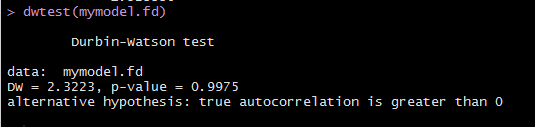 > dwtest(mymodel.fd)
Durbin-Watson test
data:  mymodel.fd
DW = 2.3223, p-value = 0.9975
alternative hypothesis: true autocorrelation is greater than 0